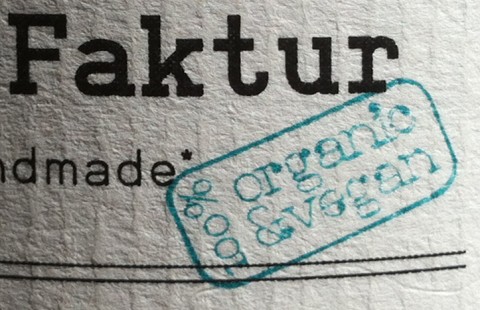 Faktur
ndmade*
100%
organic
&vegan